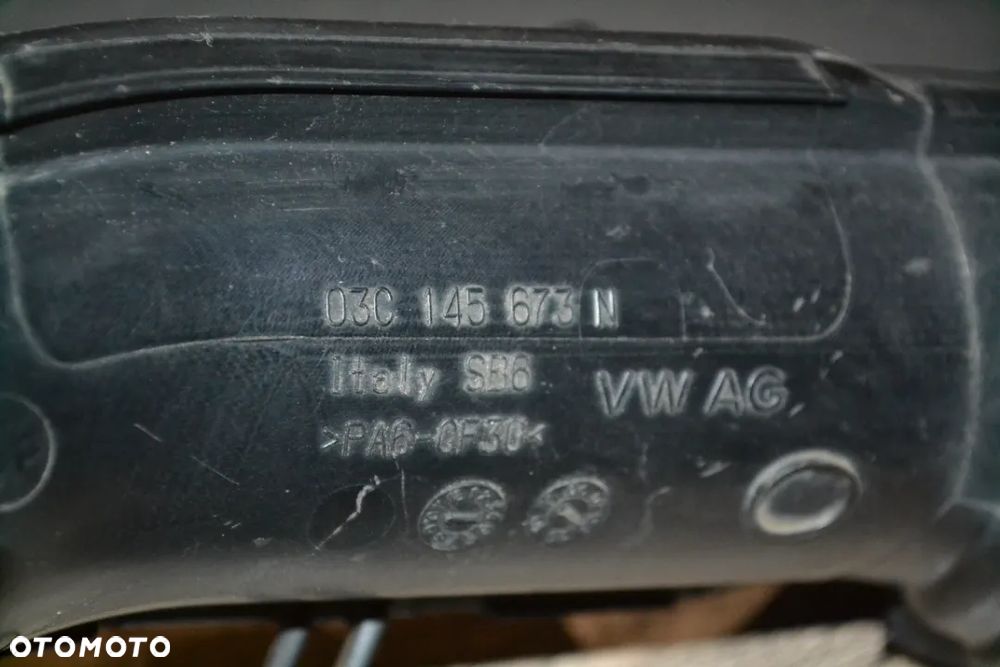 03C 145 673 N
Italy SB6
VW AG
>PA6-GF30<
OTOMOTO